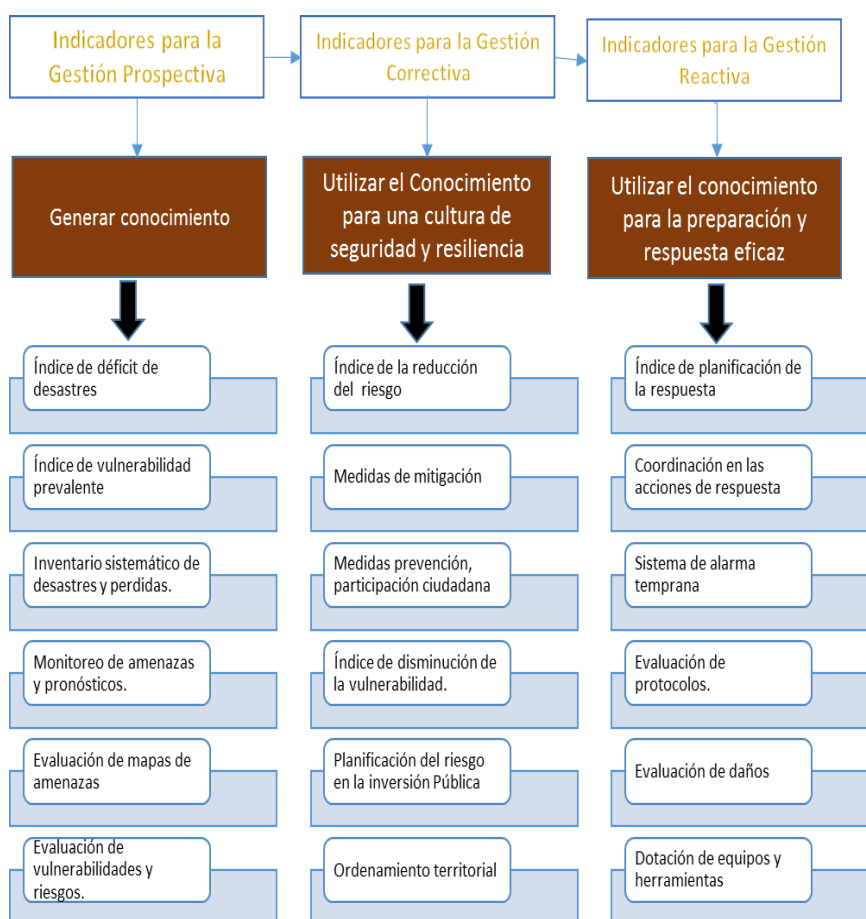 Indicadores para la
Gestión Prospectiva
Indicadores para la Gestión
Correctiva
Indicadores para la Gestión
Reactiva
Generar conocimiento
Utilizar el Conocimiento
para una cultura de
seguridad y resiliencia
Utilizar el conocimiento
para la preparación y
respuesta eficaz
Índice de déficit de
desastres
Índice de vulnerabilidad
prevalente
Inventario sistemático de
desastres y perdidas.
Monitoreo de amenazas
y pronósticos.
Evaluación de mapas de
amenazas
Evaluación de
vulnerabilidades y
riesgos.
Índice de la reducción
del riesgo
Medidas de mitigación
Medidas prevención,
participación ciudadana
Índice de disminución de
la vulnerabilidad.
Planificación del riesgo
en la inversión Pública
Ordenamiento territorial
Índice de planificación de
la respuesta
Coordinación en las
acciones de respuesta
Sistema de alarma
temprana
Evaluación de
protocolos.
Evaluación de daños
Dotación de equipos y
herramientas